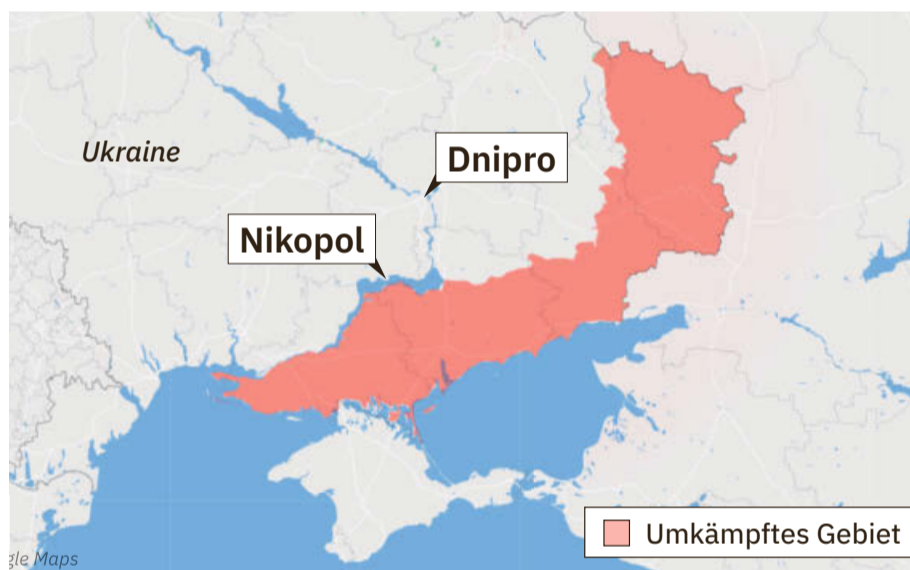 Ukraine
Dnipro
Nikopol
Umkämpftes Gebiet
gle Maps